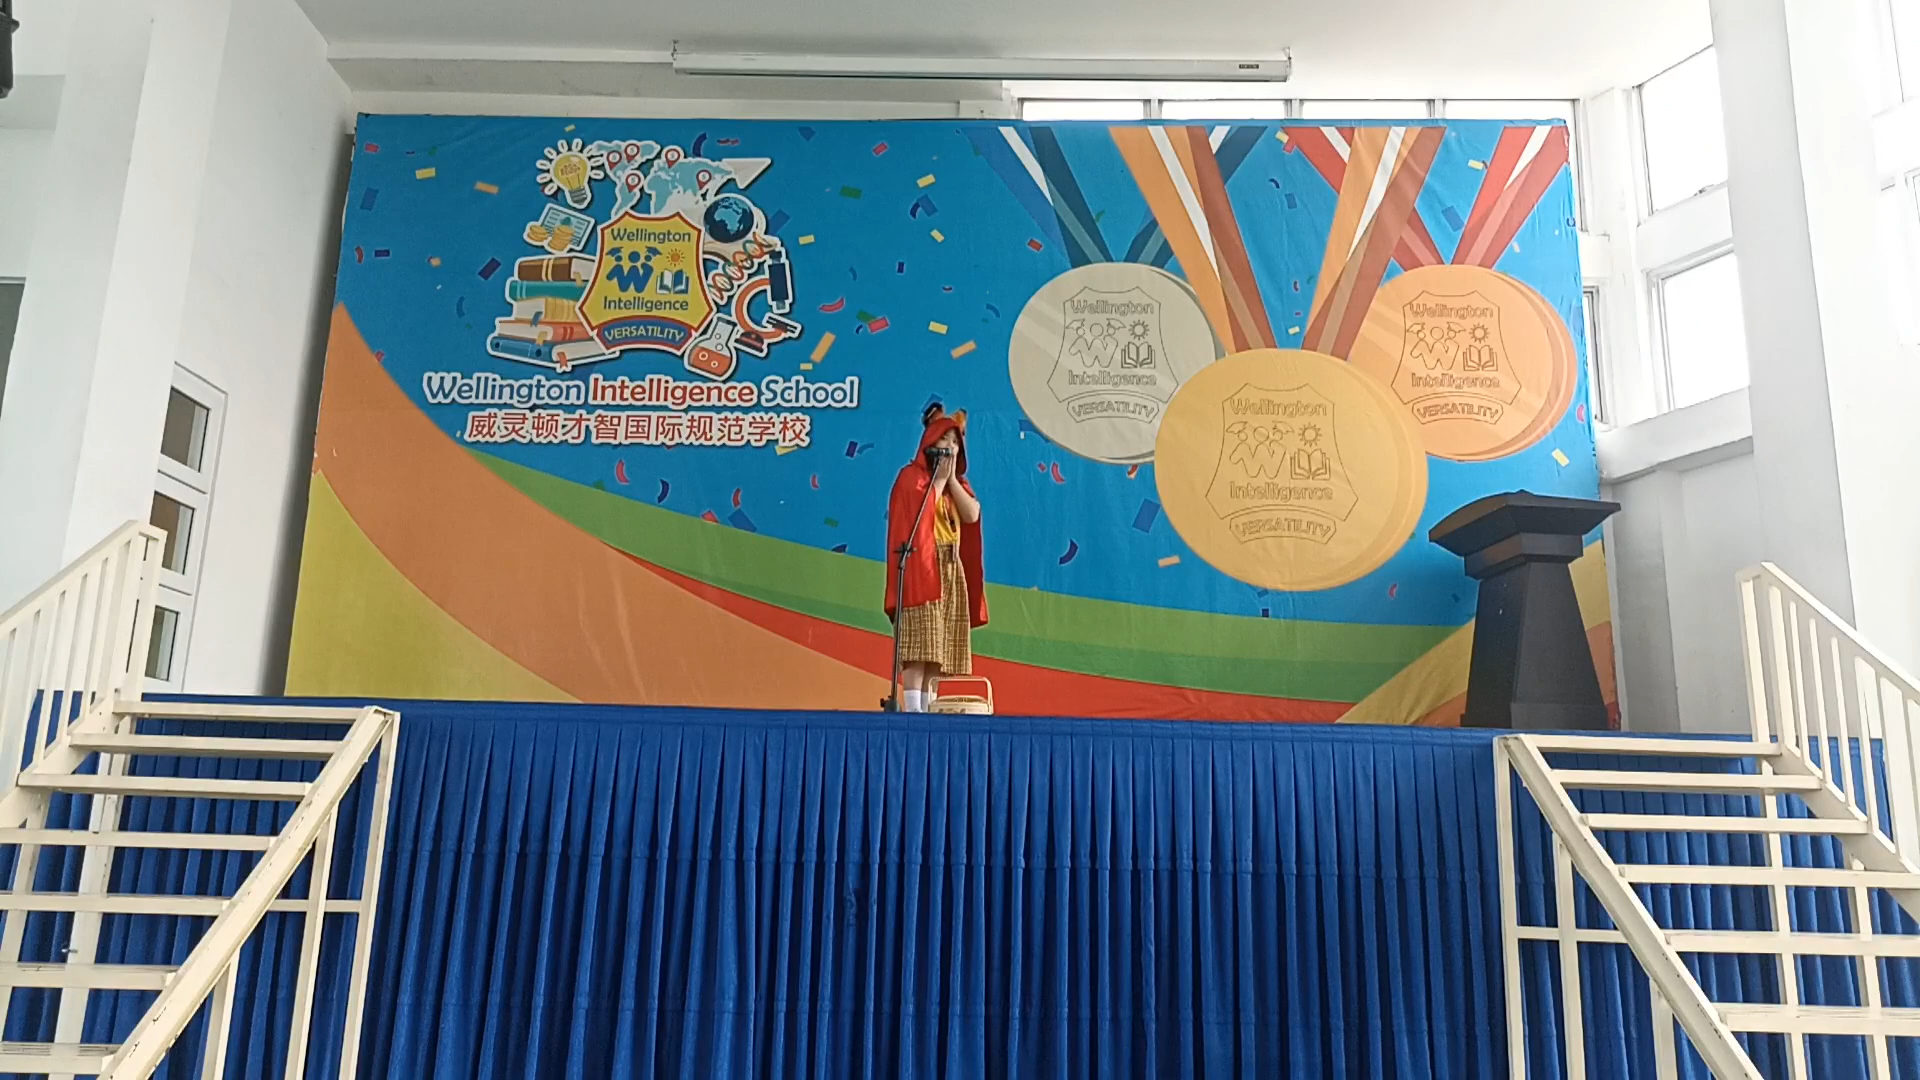 Wellington
Intelligence
VERSATILITY
Wellington Intelligence School
威灵顿才智国际规范学校
Wellington
Intelligence
VERSATILITY
Wellington
Intelligence
VERSATILITY
Wellington
Intelligence
VERSATILITY